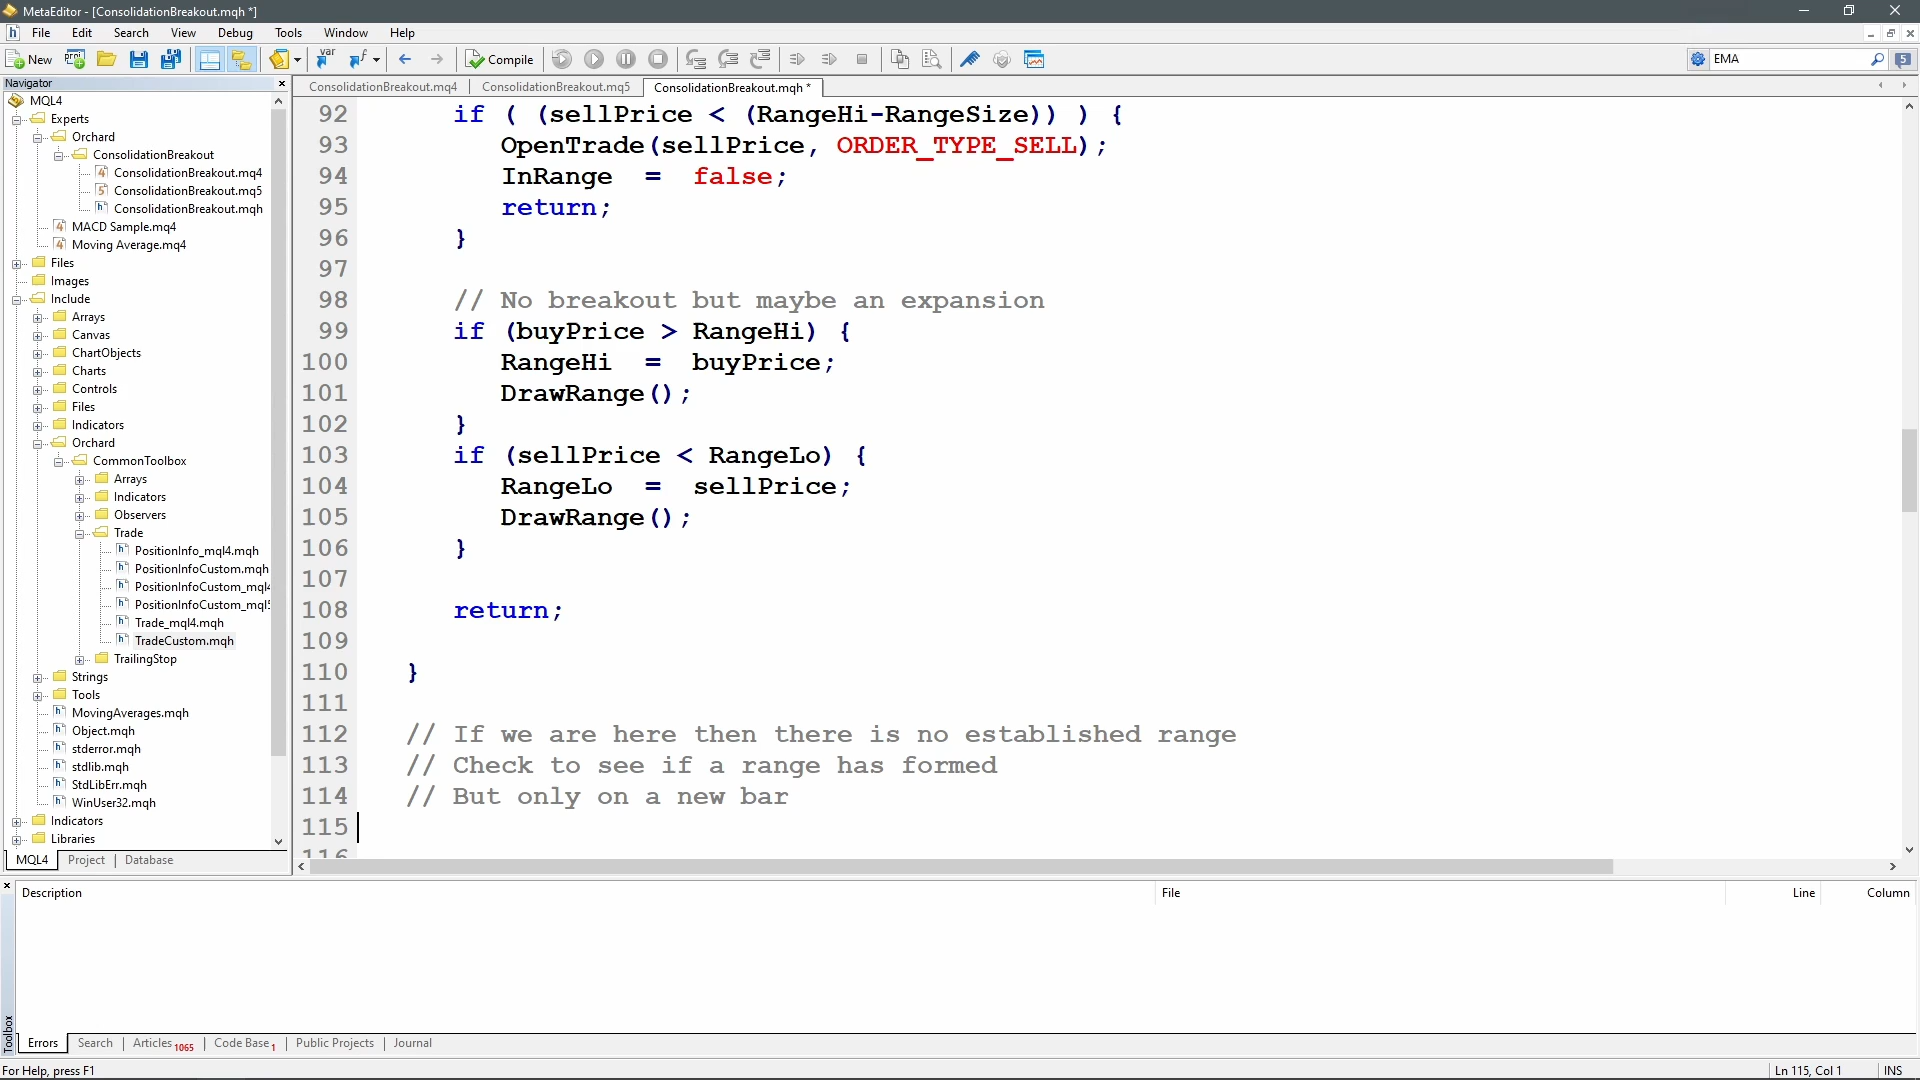 MetaEditor - [ConsolidationBreakout.mqh *]
File Edit Search View Debug Tools Window Help
New Compile EMA 5
Navigator
ConsolidationBreakout.mq4 ConsolidationBreakout.mq5 ConsolidationBreakout.mqh *
MQL4
Experts
Orchard
ConsolidationBreakout
ConsolidationBreakout.mq4
ConsolidationBreakout.mq5
ConsolidationBreakout.mqh
MACD Sample.mq4
Moving Average.mq4
Files
Images
Include
Arrays
Canvas
ChartObjects
Charts
Controls
Files
Indicators
Orchard
CommonToolbox
Arrays
Indicators
Observers
Trade
PositionInfo_mql4.mqh
PositionInfoCustom.mqh
PositionInfoCustom_mql4
PositionInfoCustom_mql5
Trade_mql4.mqh
TradeCustom.mqh
TrailingStop
Strings
Tools
MovingAverages.mqh
Object.mqh
stderror.mqh
stdlib.mqh
StdLibErr.mqh
WinUser32.mqh
Indicators
Libraries
MQL4 Project Database
92 if ( (sellPrice < (RangeHi-RangeSize)) ) {
93 OpenTrade(sellPrice, ORDER_TYPE_SELL);
94 InRange = false;
95 return;
96 }
97
98 // No breakout but maybe an expansion
99 if (buyPrice > RangeHi) {
100 RangeHi = buyPrice;
101 DrawRange();
102 }
103 if (sellPrice < RangeLo) {
104 RangeLo = sellPrice;
105 DrawRange();
106 }
107
108 return;
109
110 }
111
112 // If we are here then there is no established range
113 // Check to see if a range has formed
114 // But only on a new bar
115
116
Description File Line Column
Toolbox
Errors Search Articles 1065 Code Base 1 Public Projects Journal
For Help, press F1 Ln 115, Col 1 INS